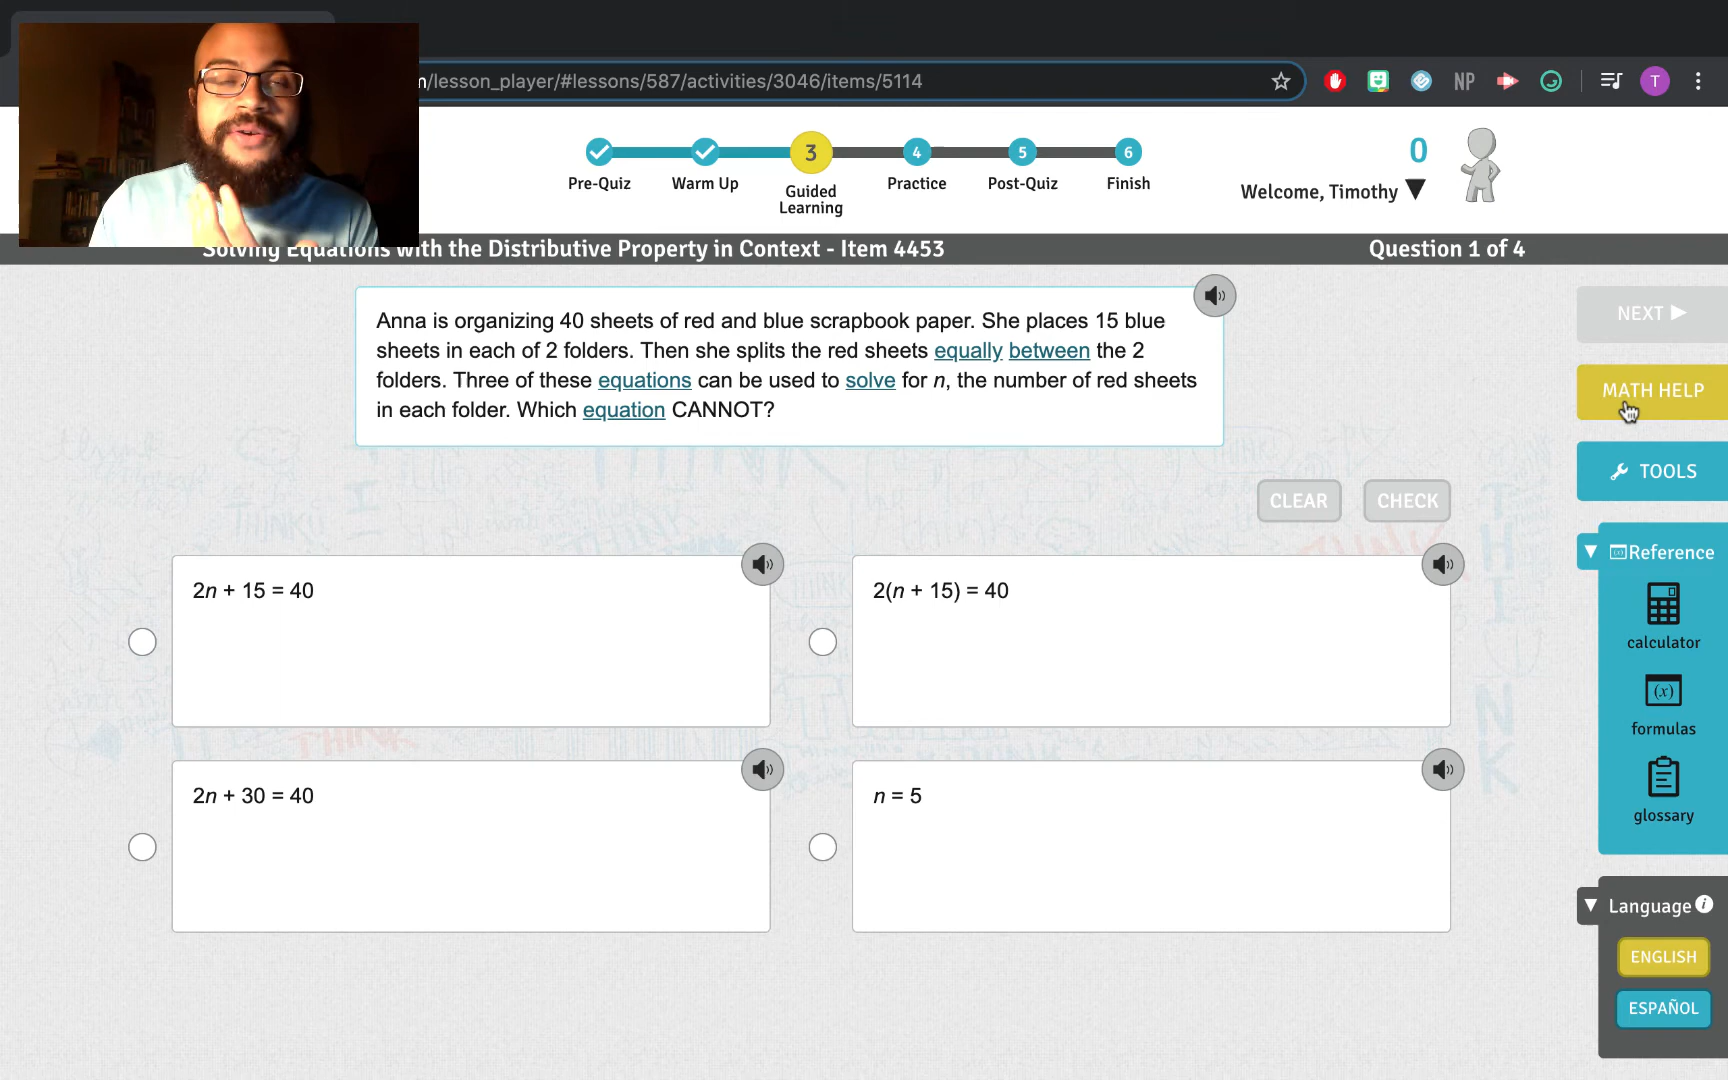 m/lesson_player/#lessons/587/activities/3046/items/5114
NP
T
3
4
5
6
Pre-Quiz
Warm Up
Guided
Learning
Practice
Post-Quiz
Finish
0
Welcome, Timothy
Solving Equations with the Distributive Property in Context - Item 4453
Question 1 of 4
Anna is organizing 40 sheets of red and blue scrapbook paper. She places 15 blue
sheets in each of 2 folders. Then she splits the red sheets equally between the 2
folders. Three of these equations can be used to solve for n, the number of red sheets
in each folder. Which equation CANNOT?
NEXT
MATH HELP
TOOLS
CLEAR
CHECK
Reference
calculator
(x)
formulas
glossary
2n + 15 = 40
2(n + 15) = 40
2n + 30 = 40
n = 5
Language
i
ENGLISH
ESPAÑOL
THINK
THINK